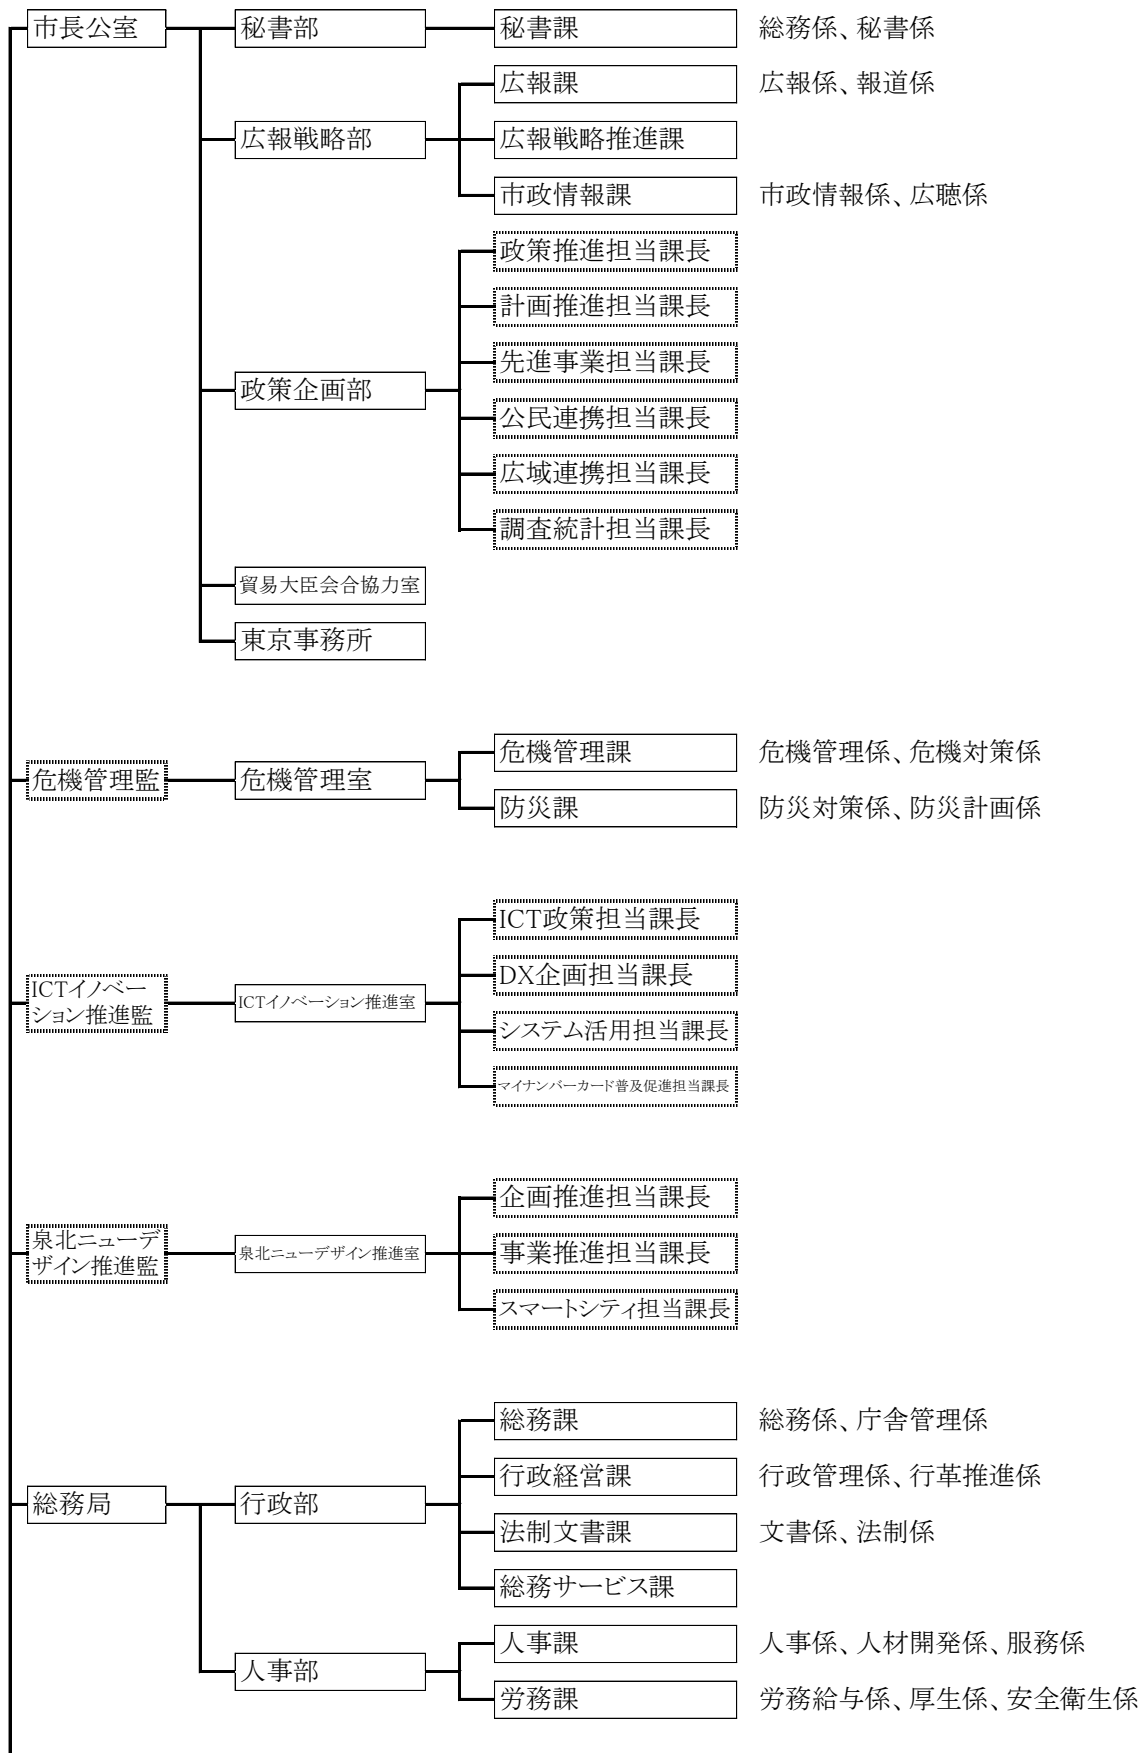 市長公室 秘書部 秘書課 総務係、秘書係
広報課 広報係、報道係
広報戦略部 広報戦略推進課
市政情報課 市政情報係、広聴係
政策推進担当課長
計画推進担当課長
先進事業担当課長
政策企画部
公民連携担当課長
広域連携担当課長
調査統計担当課長
貿易大臣会合協力室
東京事務所
危機管理課 危機管理係、危機対策係
危機管理監 危機管理室
防災課 防災対策係、防災計画係
ICT政策担当課長
DX企画担当課長
ICTイノベー
ション推進監
ICTイノベーション推進室
システム活用担当課長
マイナンバーカード普及促進担当課長
企画推進担当課長
泉北ニューデ
ザイン推進監
泉北ニューデザイン推進室 事業推進担当課長
スマートシティ担当課長
総務課 総務係、庁舎管理係
行政経営課 行政管理係、行革推進係
総務局 行政部
法制文書課 文書係、法制係
総務サービス課
人事課 人事係、人材開発係、服務係
人事部
労務課 労務給与係、厚生係、安全衛生係